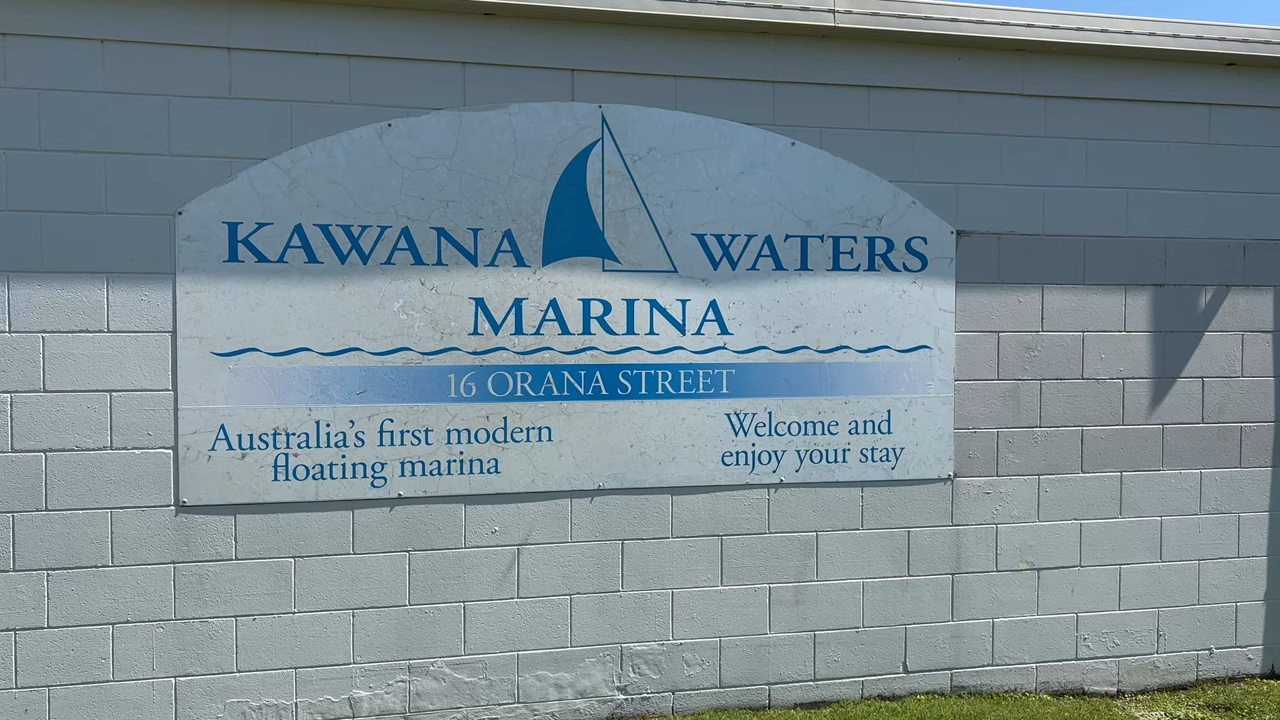 KAWANA WATERS
MARINA
16 ORANA STREET
Australia's first modern
floating marina
Welcome and
enjoy your stay